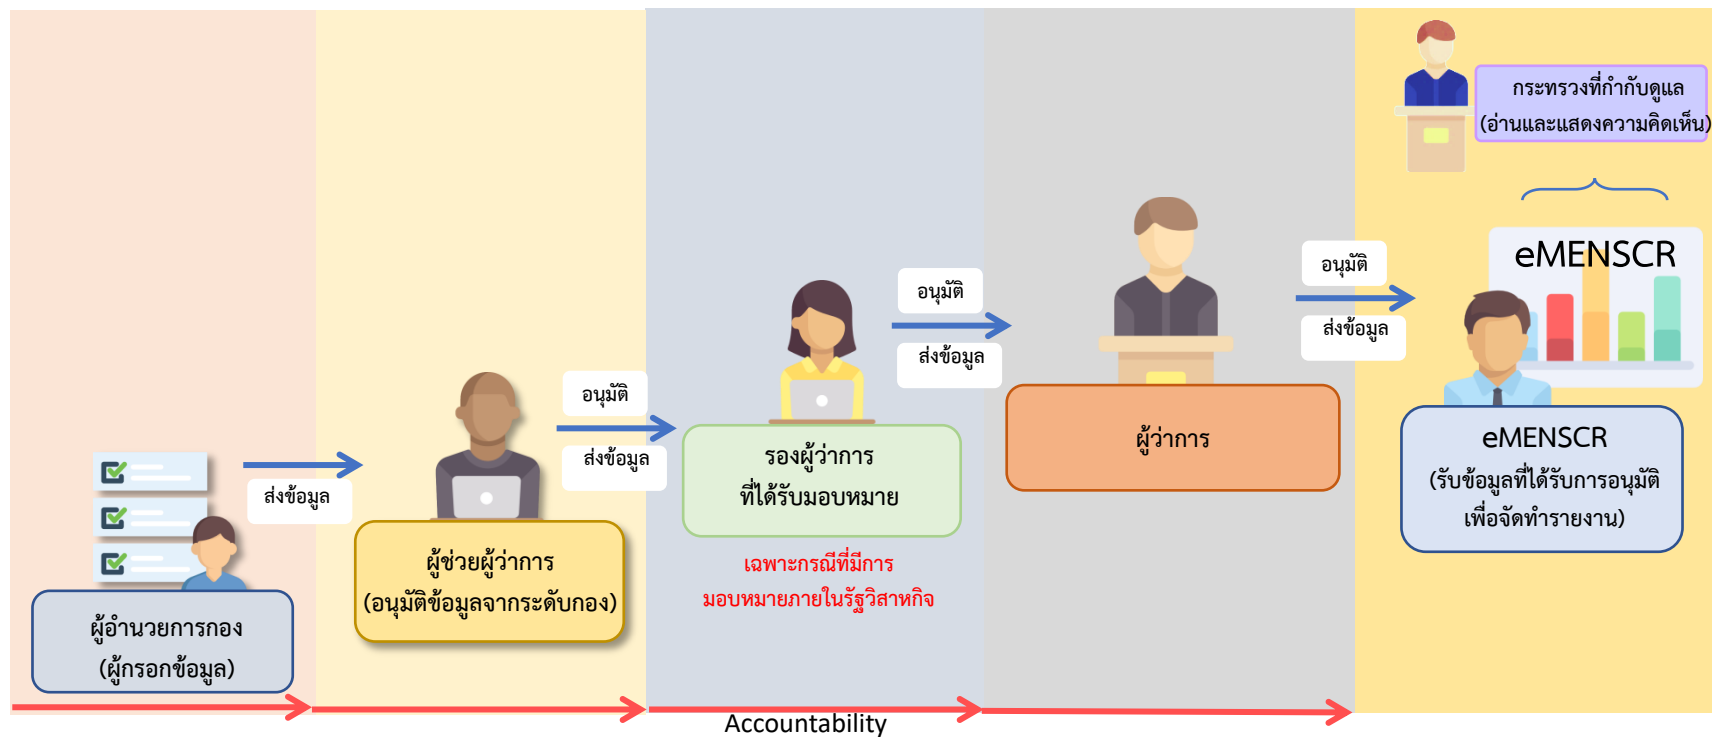 ผู้อำนวยการกอง
(ผู้กรอกข้อมูล)
ส่งข้อมูล
ผู้ช่วยผู้ว่าการ
(อนุมัติข้อมูลจากระดับกอง)
อนุมัติ
ส่งข้อมูล
รองผู้ว่าการ
ที่ได้รับมอบหมาย
เฉพาะกรณีที่มีการ
มอบหมายภายในรัฐวิสาหกิจ
อนุมัติ
ส่งข้อมูล
ผู้ว่าการ
อนุมัติ
ส่งข้อมูล
กระทรวงที่กำกับดูแล
(อ่านและแสดงความคิดเห็น)
eMENSCR
eMENSCR
(รับข้อมูลที่ได้รับการอนุมัติ
เพื่อจัดทำรายงาน)
Accountability